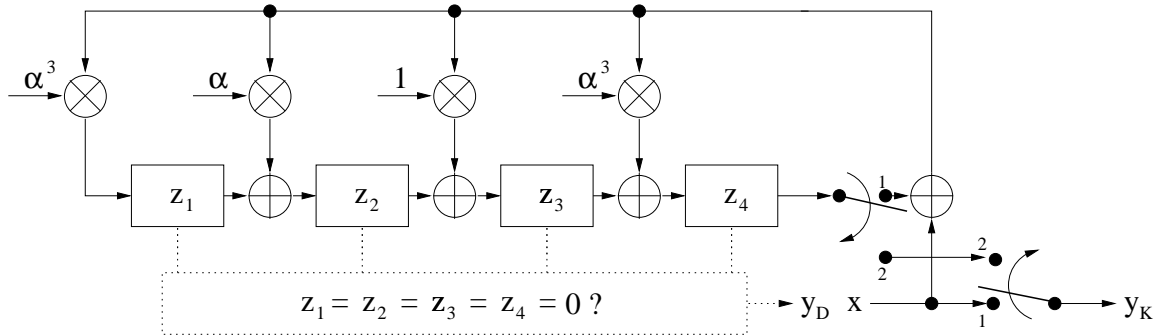 α³ α 1 α³
z₁ z₂ z₃ z₄ 1
2 2
z₁ = z₂ = z₃ = z₄ = 0 ? y_D x 1 y_K